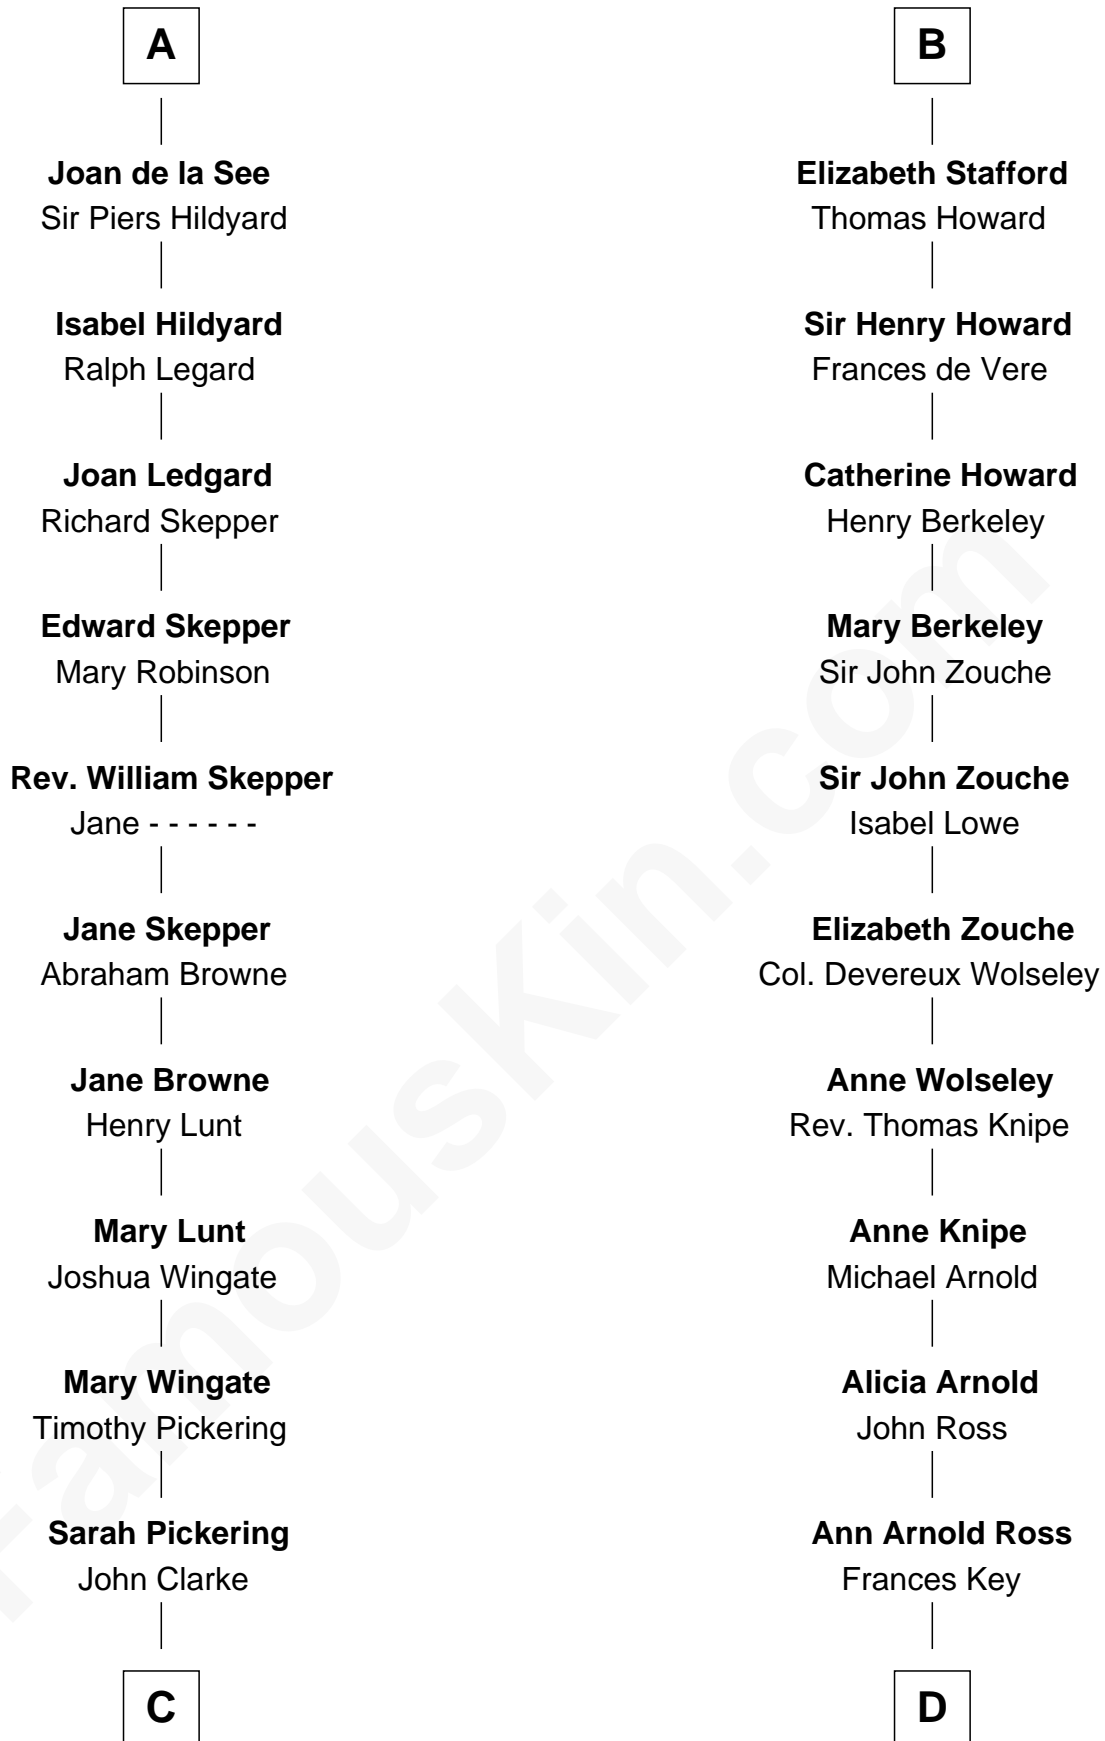 A
Joan de la See
Sir Piers Hildyard
Isabel Hildyard
Ralph Legard
Joan Ledgard
Richard Skepper
Edward Skepper
Mary Robinson
Rev. William Skepper
Jane - - - - - -
Jane Skepper
Abraham Browne
Jane Browne
Henry Lunt
Mary Lunt
Joshua Wingate
Mary Wingate
Timothy Pickering
Sarah Pickering
John Clarke
C
B
Elizabeth Stafford
Thomas Howard
Sir Henry Howard
Frances de Vere
Catherine Howard
Henry Berkeley
Mary Berkeley
Sir John Zouche
Sir John Zouche
Isabel Lowe
Elizabeth Zouche
Col. Devereux Wolseley
Anne Wolseley
Rev. Thomas Knipe
Anne Knipe
Michael Arnold
Alicia Arnold
John Ross
Ann Arnold Ross
Frances Key
D
FamousKin.com